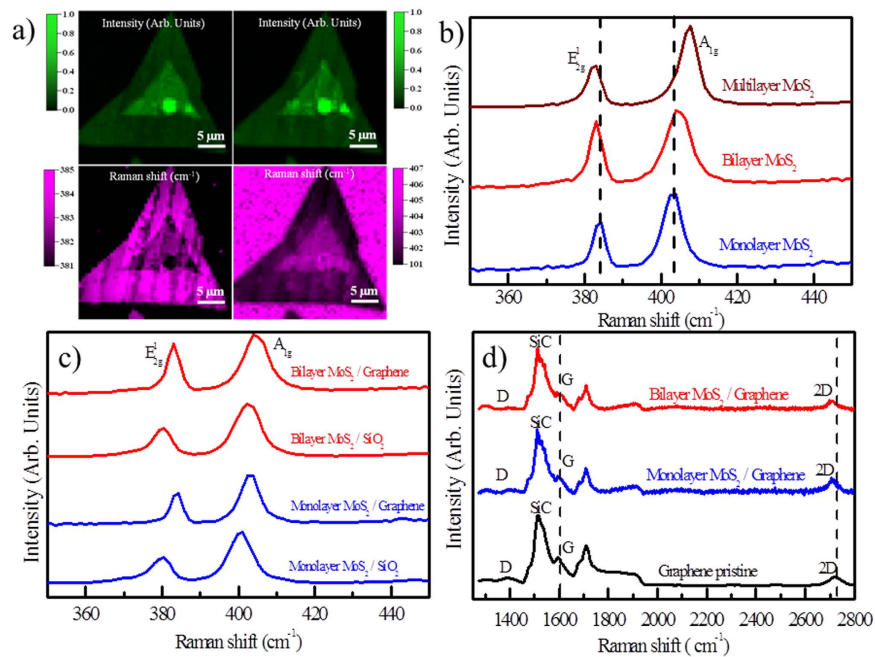 a)
Intensity (Arb. Units)
Intensity (Arb. Units)
1.0
0.8
0.6
0.4
0.2
0.0
1.0
0.8
0.6
0.4
0.2
0.0
5 µm
5 µm
Raman shift (cm⁻¹)
Raman shift (cm⁻¹)
385
384
383
382
381
407
406
405
404
403
402
101
5 µm
5 µm
b)
E¹2g
A1g
Multilayer MoS₂
Bilayer MoS₂
Monolayer MoS₂
Intensity (Arb. Units)
360 380 400 420 440
Raman shift (cm⁻¹)
c)
E¹2g
A1g
Bilayer MoS₂ / Graphene
Bilayer MoS₂ / SiO₂
Monolayer MoS₂ / Graphene
Monolayer MoS₂ / SiO₂
Intensity (Arb. Units)
360 380 400 420 440
Raman shift (cm⁻¹)
d)
SiC
D G 2D
Bilayer MoS₂ / Graphene
SiC
D G 2D
Monolayer MoS₂ / Graphene
SiC
D G 2D
Graphene pristine
Intensity (Arb. Units)
1400 1600 1800 2000 2200 2400 2600 2800
Raman shift ( cm⁻¹)